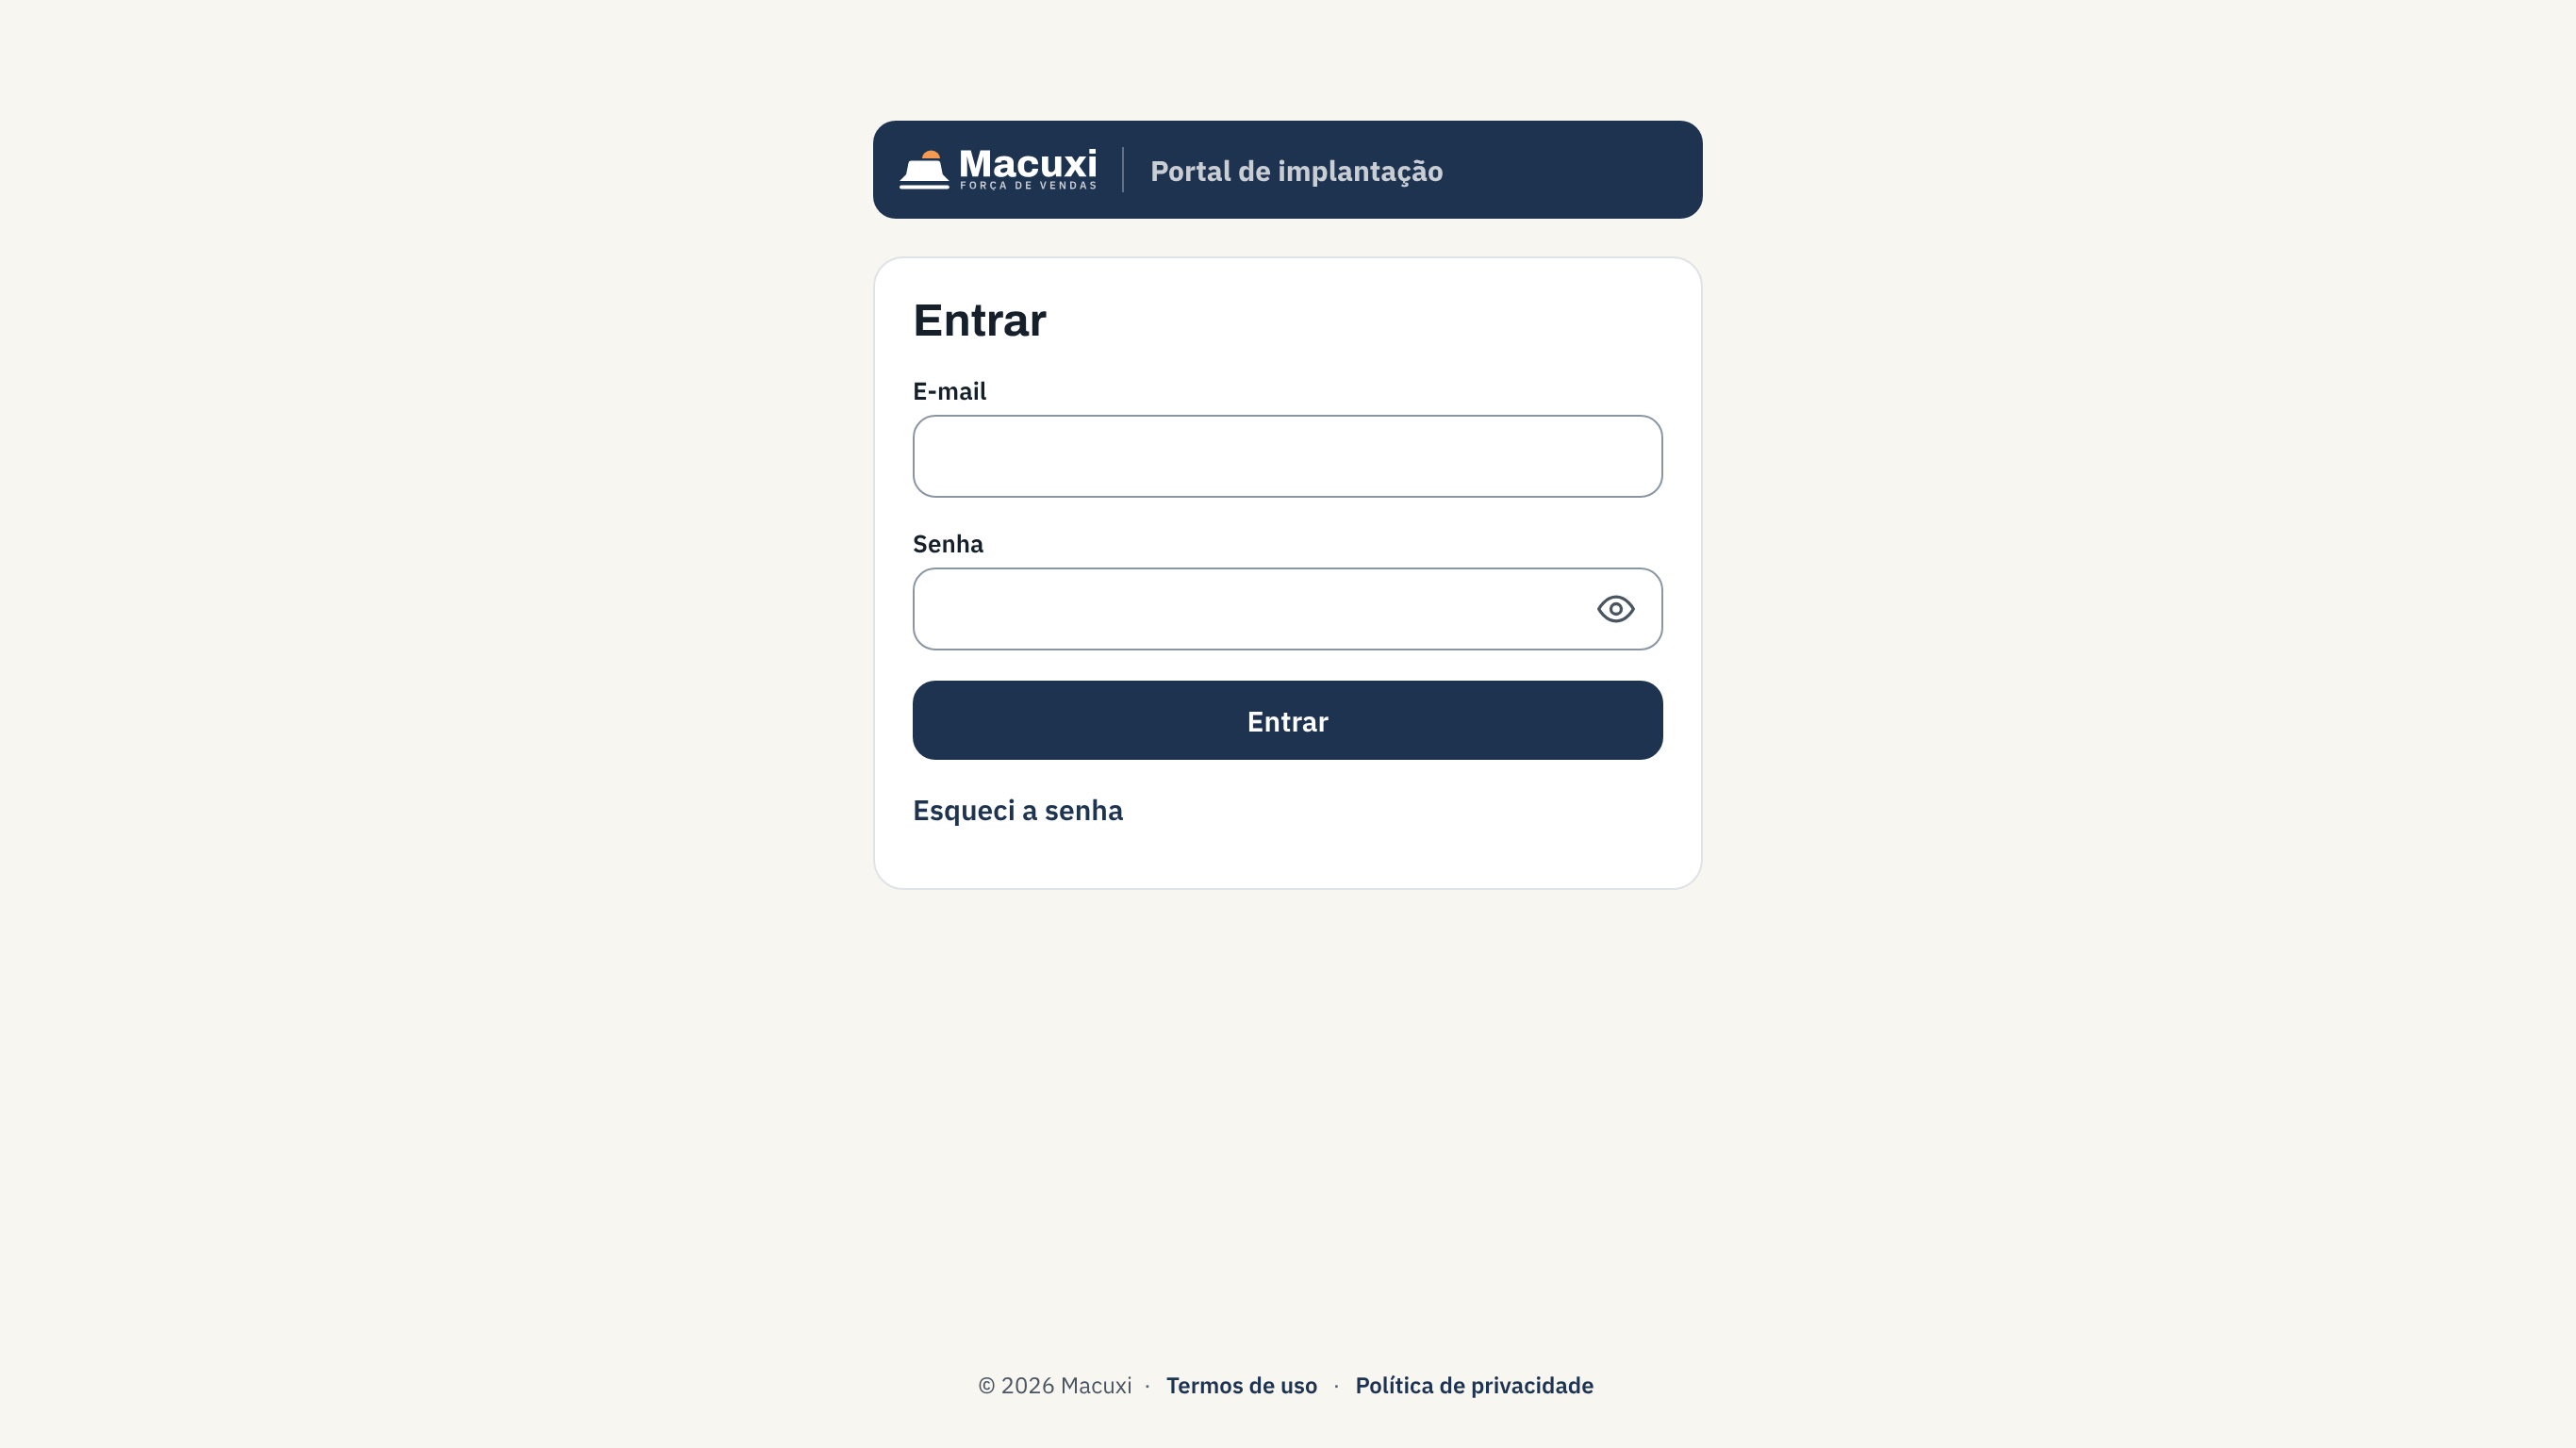 Macuxi
FORÇA DE VENDAS
Portal de implantação
Entrar
E-mail
Senha
Entrar
Esqueci a senha
© 2026 Macuxi · Termos de uso · Política de privacidade